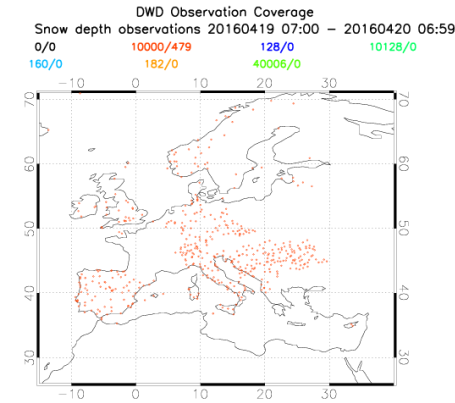 DWD Observation Coverage
Snow depth observations 20160419 07:00 - 20160420 06:59
0/0 10000/479 128/0 10128/0
160/0 182/0 40006/0
-10 0 10 20 30
70 70
60 60
50 50
40 40
30 30
-10 0 10 20 30